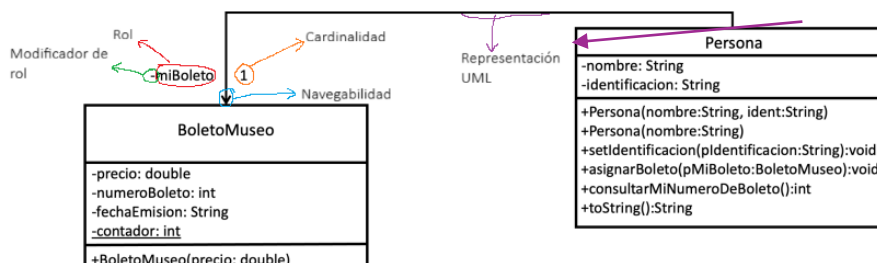 Rol
Cardinalidad
Modificador de
rol
-miBoleto
1
Navegabilidad
Representación
UML
BoletoMuseo
-precio: double
-numeroBoleto: int
-fechaEmision: String
-contador: int
+BoletoMuseo(precio: double)
Persona
-nombre: String
-identificacion: String
+Persona(nombre:String, ident:String)
+Persona(nombre:String)
+setIdentificacion(pIdentificacion:String):void
+asignarBoleto(pMiBoleto:BoletoMuseo):void
+consultarMiNumeroDeBoleto():int
+toString():String